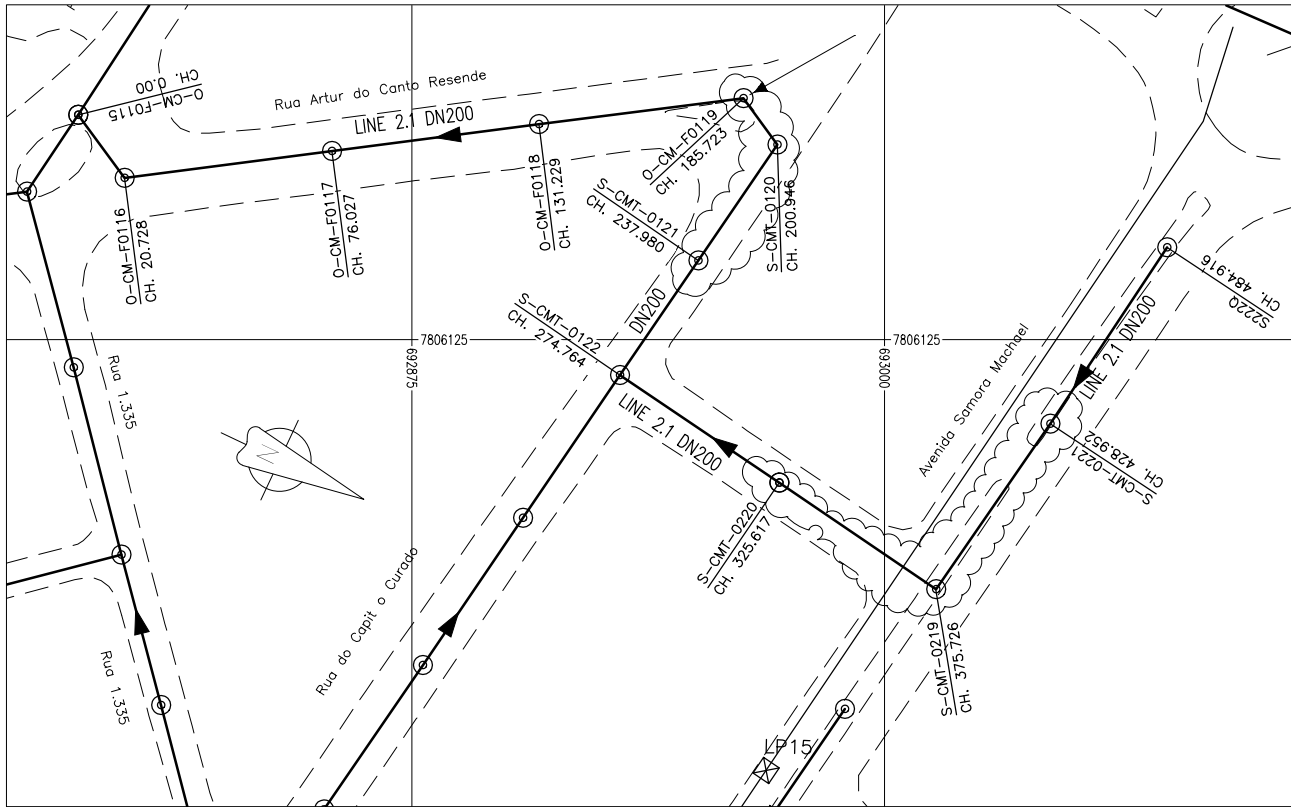 O-CM-F0115
CH. 0.00
Rua Artur do Canto Resende
LINE 2.1 DN200
O-CM-F0116
CH. 20.728
O-CM-F0117
CH. 76.027
O-CM-F0118
CH. 131.229
O-CM-F0119
CH. 185.723
S-CMT-0120
CH. 200.946
S-CMT-0121
CH. 237.980
DN200
S-CMT-0122
CH. 274.764
7806125
692875
7806125
693000
LINE 2.1 DN200
Avenida Samora Machael
LINE 2.1 DN200
S222Q
CH. 484.916
S-CMT-0221
CH. 428.952
S-CMT-0220
CH. 325.617
S-CMT-0219
CH. 375.726
Rua 1.335
Rua 1.335
Rua do Capit o Curado
N
LP15